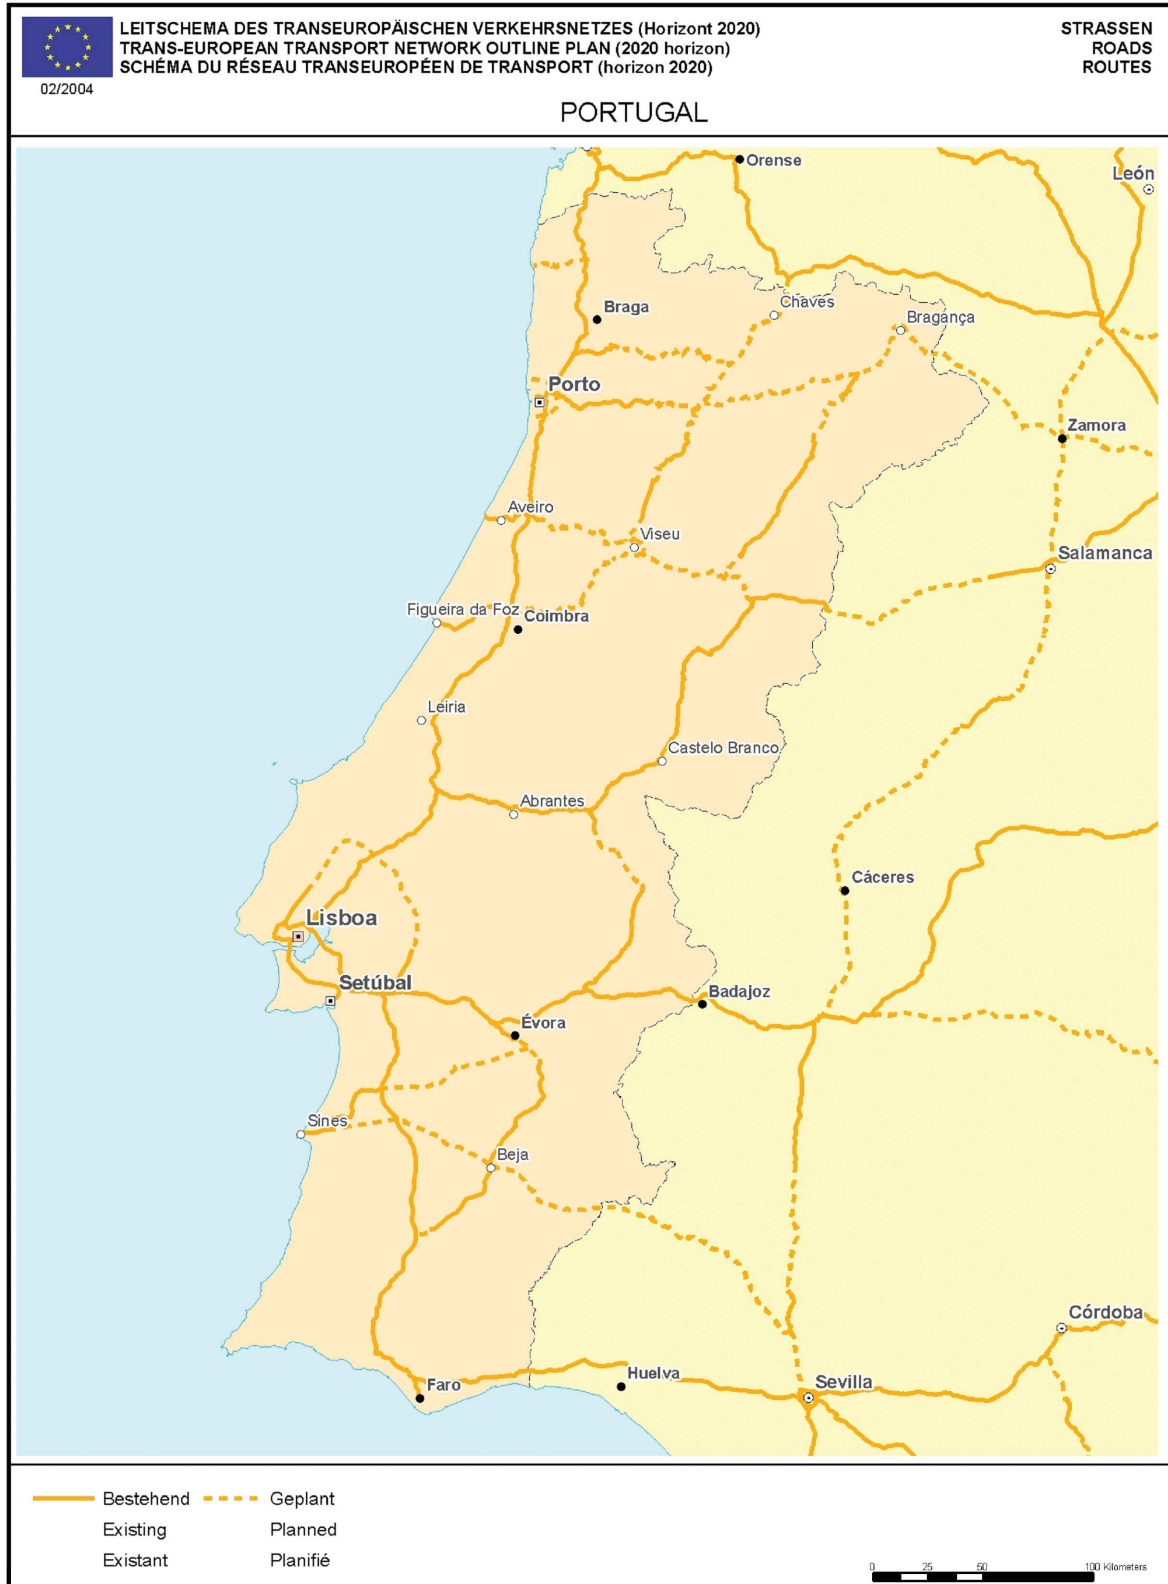 LEITSCHEMA DES TRANSEUROPÄISCHEN VERKEHRSNETZES (Horizont 2020)
TRANS-EUROPEAN TRANSPORT NETWORK OUTLINE PLAN (2020 horizon)
SCHÉMA DU RÉSEAU TRANSEUROPÉEN DE TRANSPORT (horizon 2020)
STRASSEN
ROADS
ROUTES
02/2004
PORTUGAL
Orense
León
Chaves
Braga
Bragança
Porto
Zamora
Aveiro
Viseu
Salamanca
Figueira da Foz
Coimbra
Leiria
Castelo Branco
Abrantes
Cáceres
Lisboa
Setúbal
Badajoz
Évora
Sines
Beja
Córdoba
Huelva
Sevilla
Faro
Bestehend Geplant
Existing Planned
Existant Planifié
0 25 50 100 Kilometers